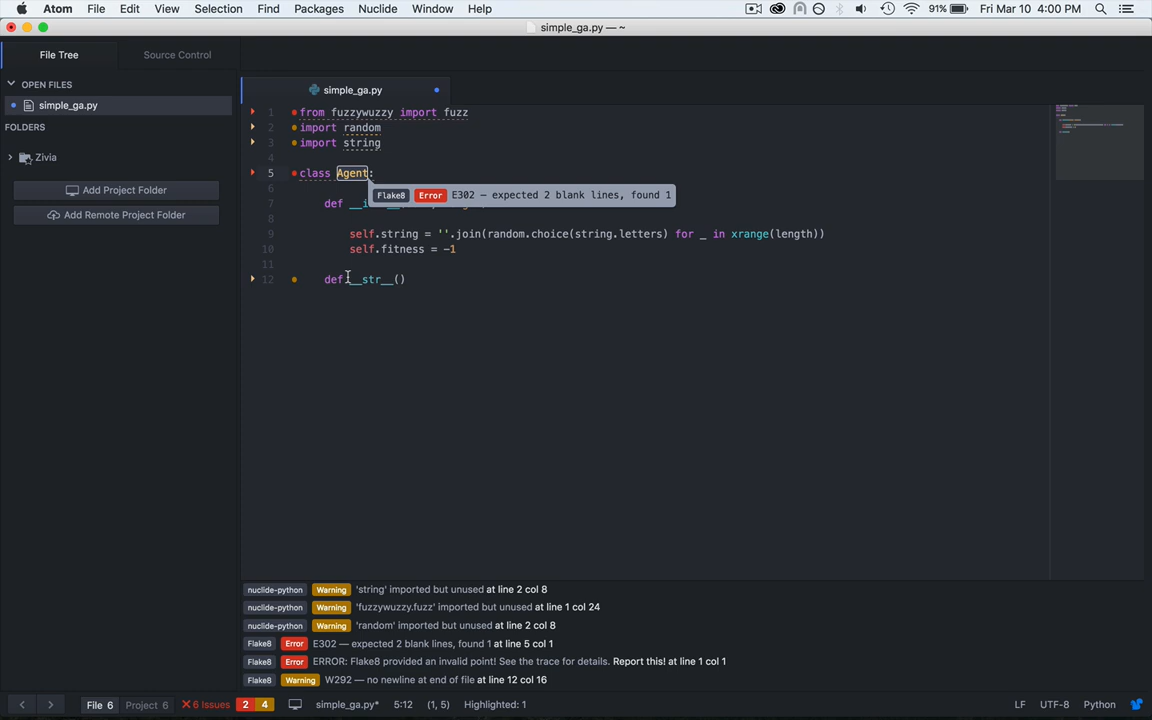 Atom File Edit View Selection Find Packages Nuclide Window Help 91% Fri Mar 10 4:00 PM
simple_ga.py — ~
File Tree Source Control
simple_ga.py
OPEN FILES
simple_ga.py
FOLDERS
Zivia
Add Project Folder
Add Remote Project Folder
1 from fuzzywuzzy import fuzz
2 import random
3 import string
4
5 class Agent:
6
Flake8 Error E302 — expected 2 blank lines, found 1
7 def
8
9 self.string = ''.join(random.choice(string.letters) for _ in xrange(length))
10 self.fitness = -1
11
12 def __str__()
nuclide-python Warning 'string' imported but unused at line 2 col 8
nuclide-python Warning 'fuzzywuzzy.fuzz' imported but unused at line 1 col 24
nuclide-python Warning 'random' imported but unused at line 2 col 8
Flake8 Error E302 — expected 2 blank lines, found 1 at line 5 col 1
Flake8 Error ERROR: Flake8 provided an invalid point! See the trace for details. Report this! at line 1 col 1
Flake8 Warning W292 — no newline at end of file at line 12 col 16
File 6 Project 6 6 Issues 2 4 simple_ga.py* 5:12 (1, 5) Highlighted: 1 LF UTF-8 Python